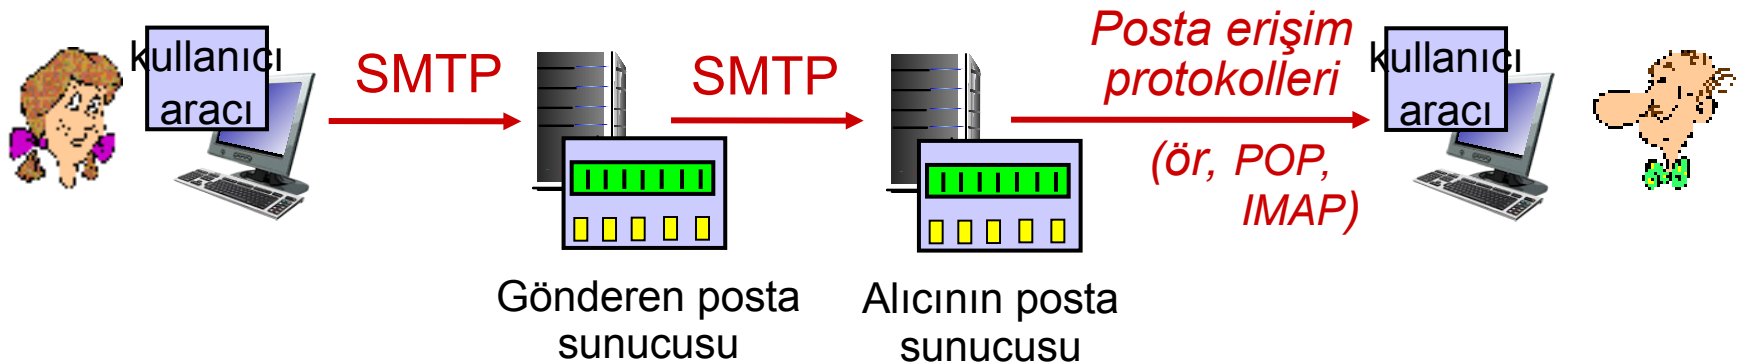 kullanıcı
aracı
SMTP
SMTP
Posta erişim
protokolleri
(ör, POP,
IMAP)
kullanıcı
aracı
Gönderen posta
sunucusu
Alıcının posta
sunucusu